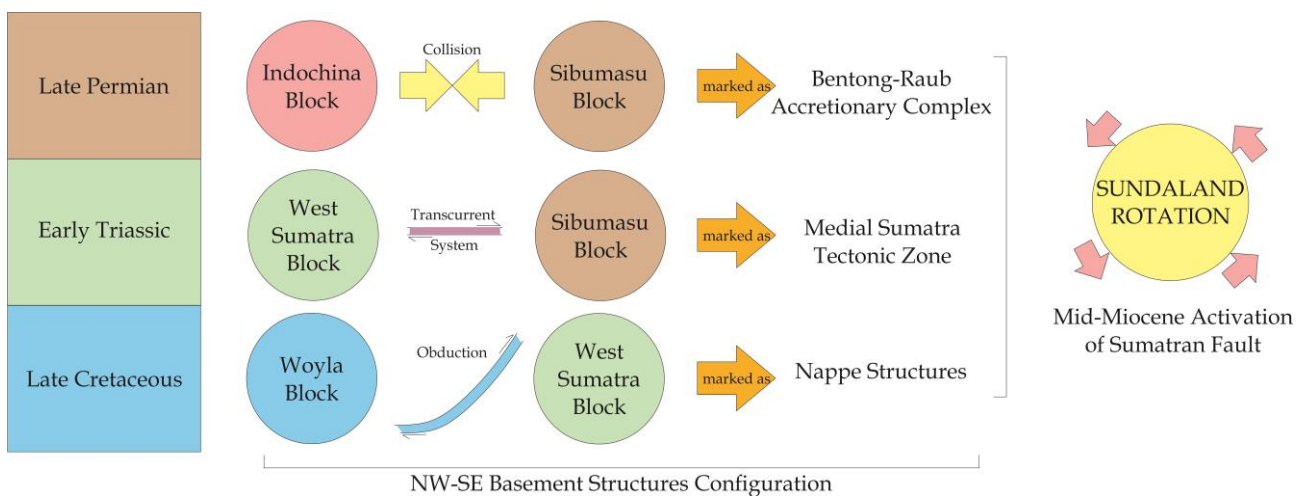 Late Permian
Indochina
Block
Collision
Sibumasu
Block
marked as
Bentong-Raub
Accretionary Complex
Early Triassic
West
Sumatra
Block
Transcurrent
System
Sibumasu
Block
marked as
Medial Sumatra
Tectonic Zone
Late Cretaceous
Woyla
Block
Obduction
West
Sumatra
Block
marked as
Nappe Structures
SUNDALAND
ROTATION
Mid-Miocene Activation
of Sumatran Fault
NW-SE Basement Structures Configuration